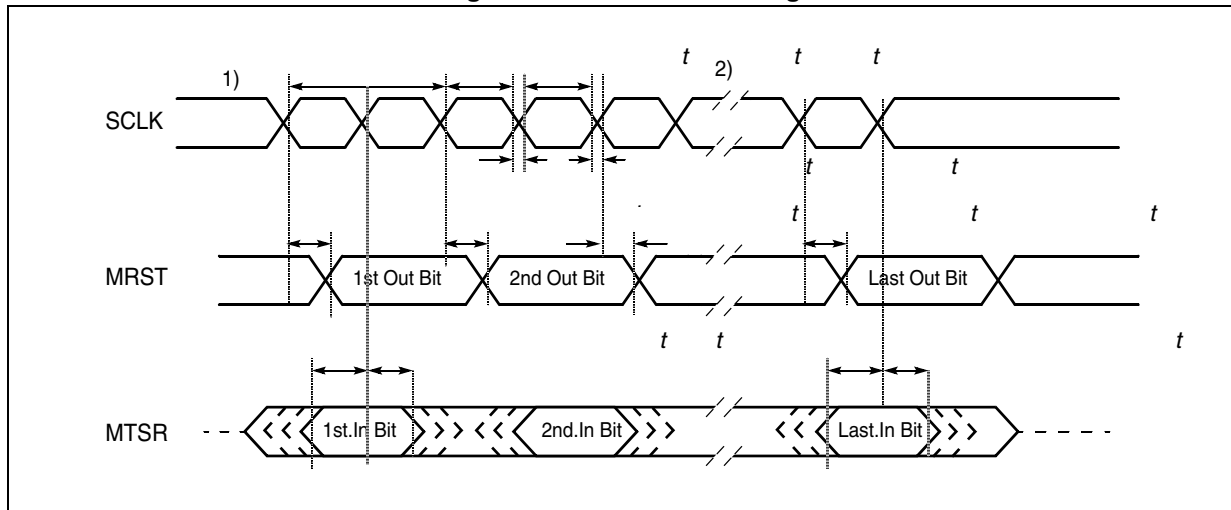 t 2) t t
1)
SCLK
t t
t t t
MRST 1st Out Bit 2nd Out Bit Last Out Bit
t t t
MTSR 1st.In Bit 2nd.In Bit Last.In Bit